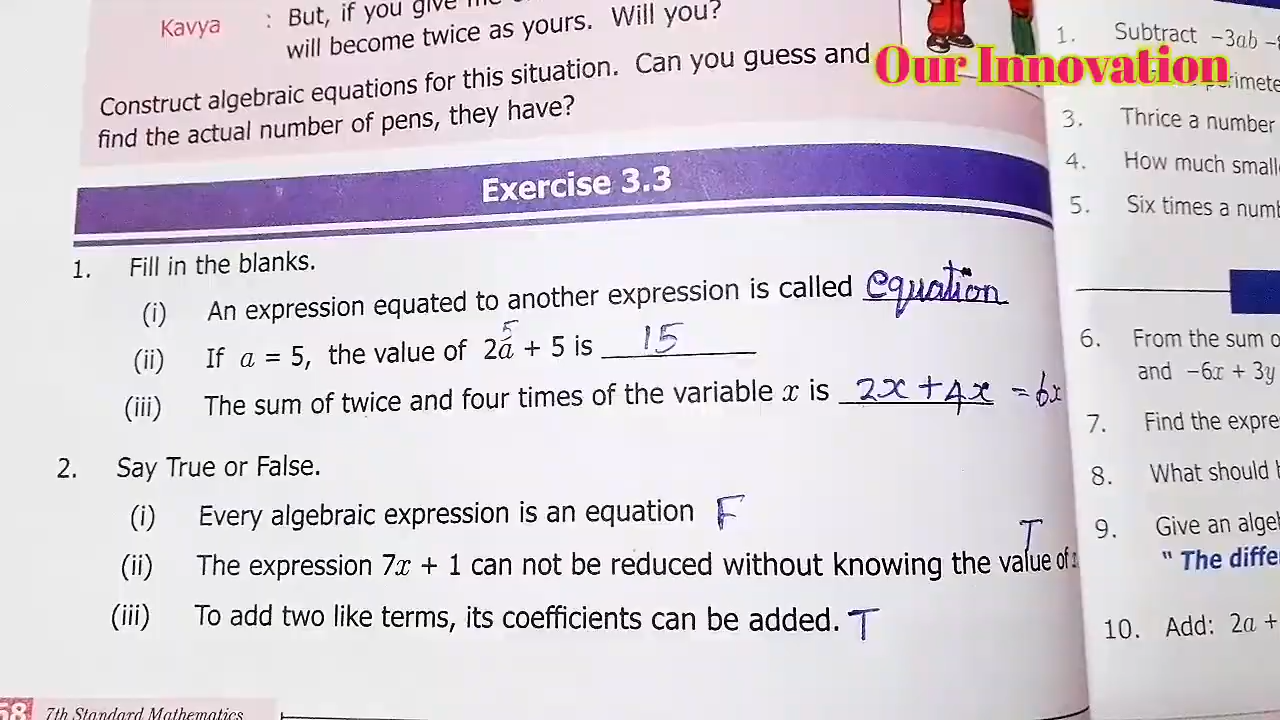 Kavya : But, if you give
will become twice as yours. Will you?
Construct algebraic equations for this situation. Can you guess and
find the actual number of pens, they have?
Exercise 3.3
1. Fill in the blanks.
(i) An expression equated to another expression is called equation
(ii) If a = 5, the value of 2a + 5 is 15
5
(iii) The sum of twice and four times of the variable x is 2x + 4x = 6x
2. Say True or False.
(i) Every algebraic expression is an equation F
(ii) The expression 7x + 1 can not be reduced without knowing the value of
T
(iii) To add two like terms, its coefficients can be added. T
58 7th Standard Mathematics
Our Innovation
1. Subtract −3ab −
3. Thrice a number
4. How much
5. Six times a
6. From the sum
and −6x + 3y
7. Find the
8. What should
9. Give an
" The
10. Add: 2a +